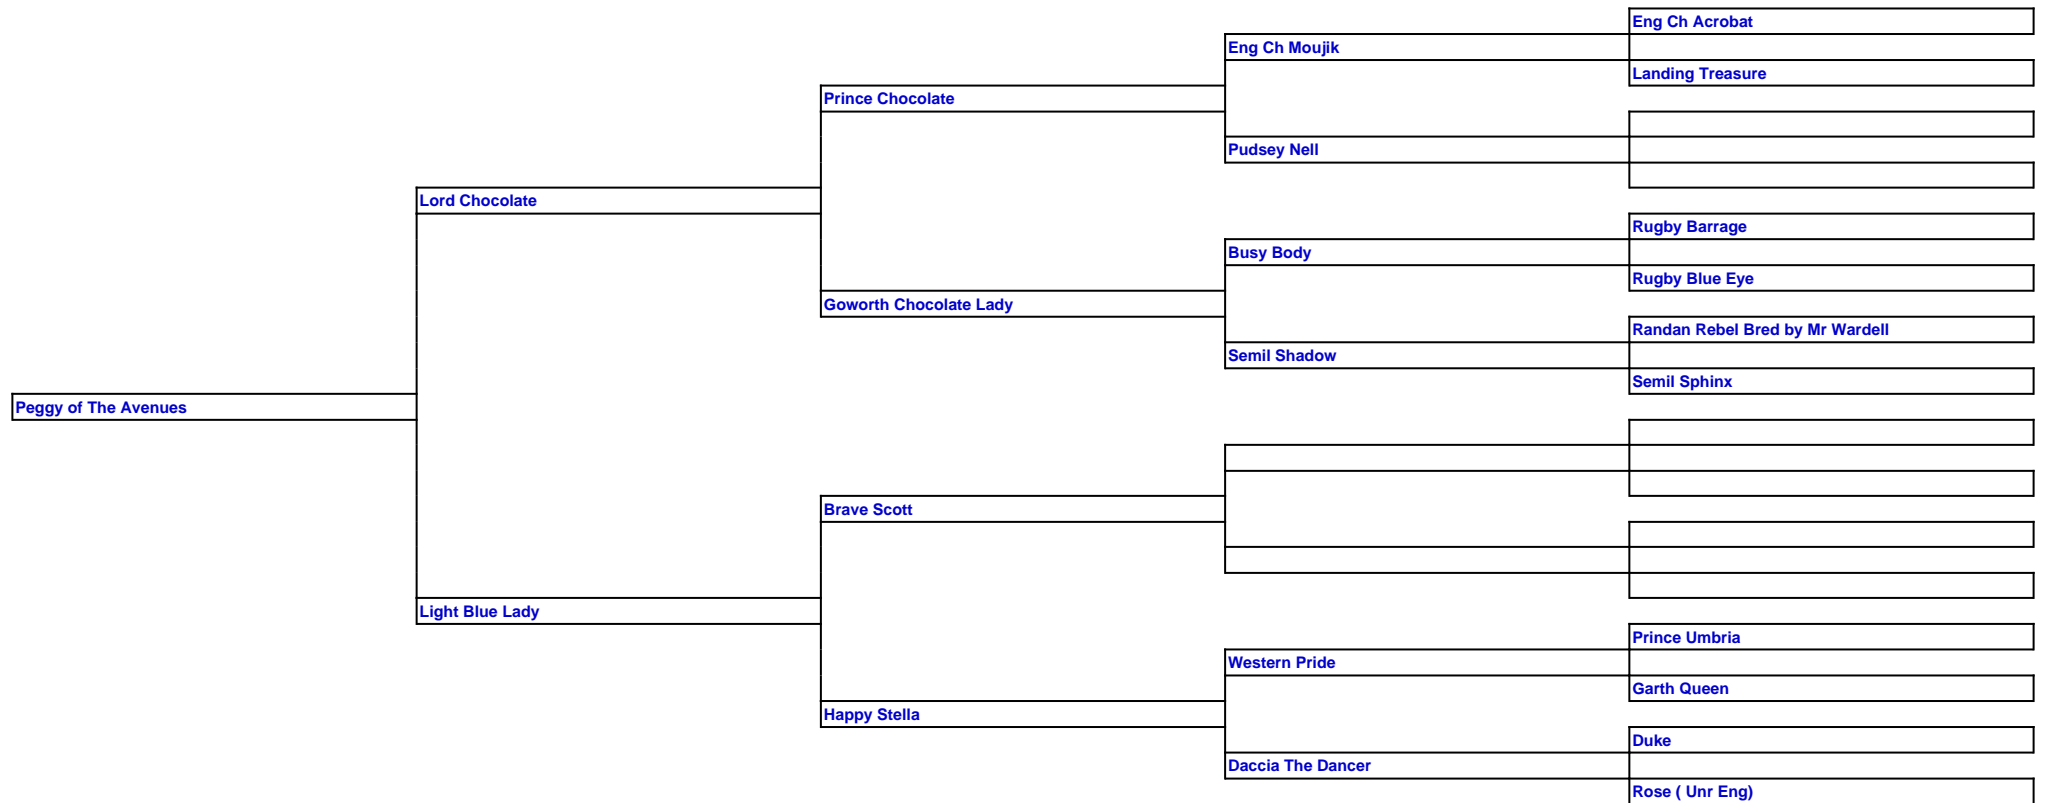 Eng Ch Acrobat
Eng Ch Moujik
Landing Treasure
Prince Chocolate
Pudsey Nell
Lord Chocolate
Rugby Barrage
Busy Body
Rugby Blue Eye
Goworth Chocolate Lady
Randan Rebel Bred by Mr Wardell
Semil Shadow
Semil Sphinx
Peggy of The Avenues
Brave Scott
Light Blue Lady
Prince Umbria
Western Pride
Garth Queen
Happy Stella
Duke
Daccia The Dancer
Rose ( Unr Eng)